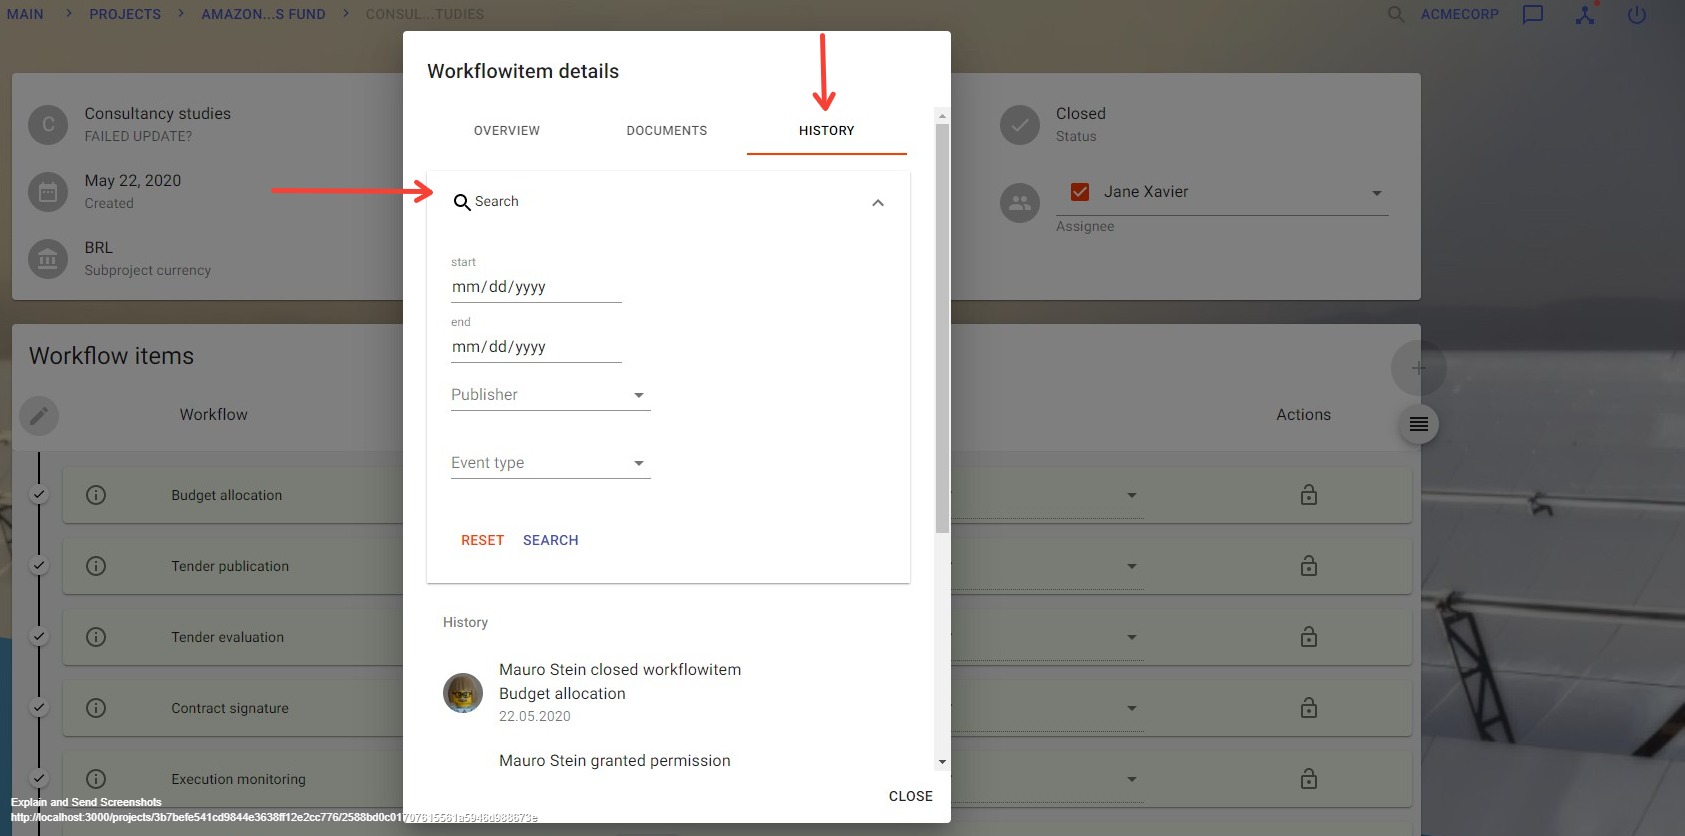 MAIN > PROJECTS > AMAZON...S FUND > CONSUL...TUDIES
ACMECORP
Consultancy studies
FAILED UPDATE?
May 22, 2020
Created
BRL
Subproject currency
Closed
Status
Jane Xavier
Assignee
Workflow items
Workflow
Actions
Budget allocation
Tender publication
Tender evaluation
Contract signature
Execution monitoring
Workflowitem details
OVERVIEW DOCUMENTS HISTORY
Search
start
mm/dd/yyyy
end
mm/dd/yyyy
Publisher
Event type
RESET SEARCH
History
Mauro Stein closed workflowitem
Budget allocation
22.05.2020
Mauro Stein granted permission
CLOSE
Explain and Send Screenshots
http://localhost:3000/projects/3b7befe541cd9844e3638ff12e2cc776/2588bd0c01707615561a5946d988673e